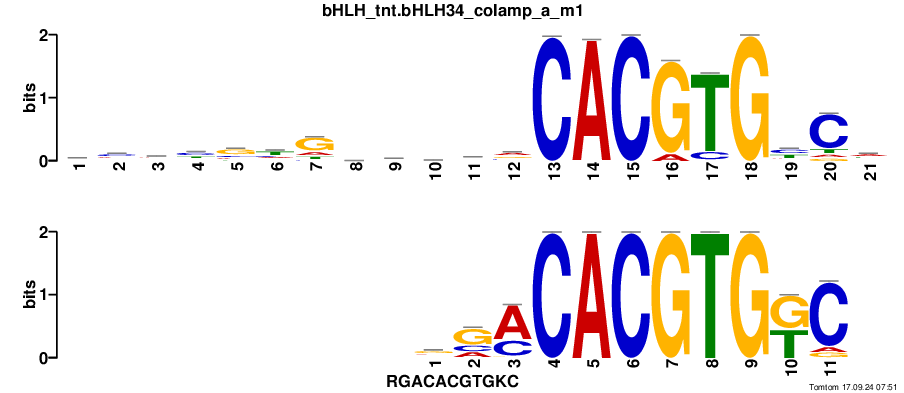 bHLH_tnt.bHLH34_colamp_a_m1
2
1
0
bits
CACGTG C
1 2 3 4 5 6 7 8 9 10 11 12 13 14 15 16 17 18 19 20 21
2
1
0
bits
GACACGTGGC
1 2 3 4 5 6 7 8 9 10 11
RGACACGTGKC
Tomtom 17.09.24 07:51